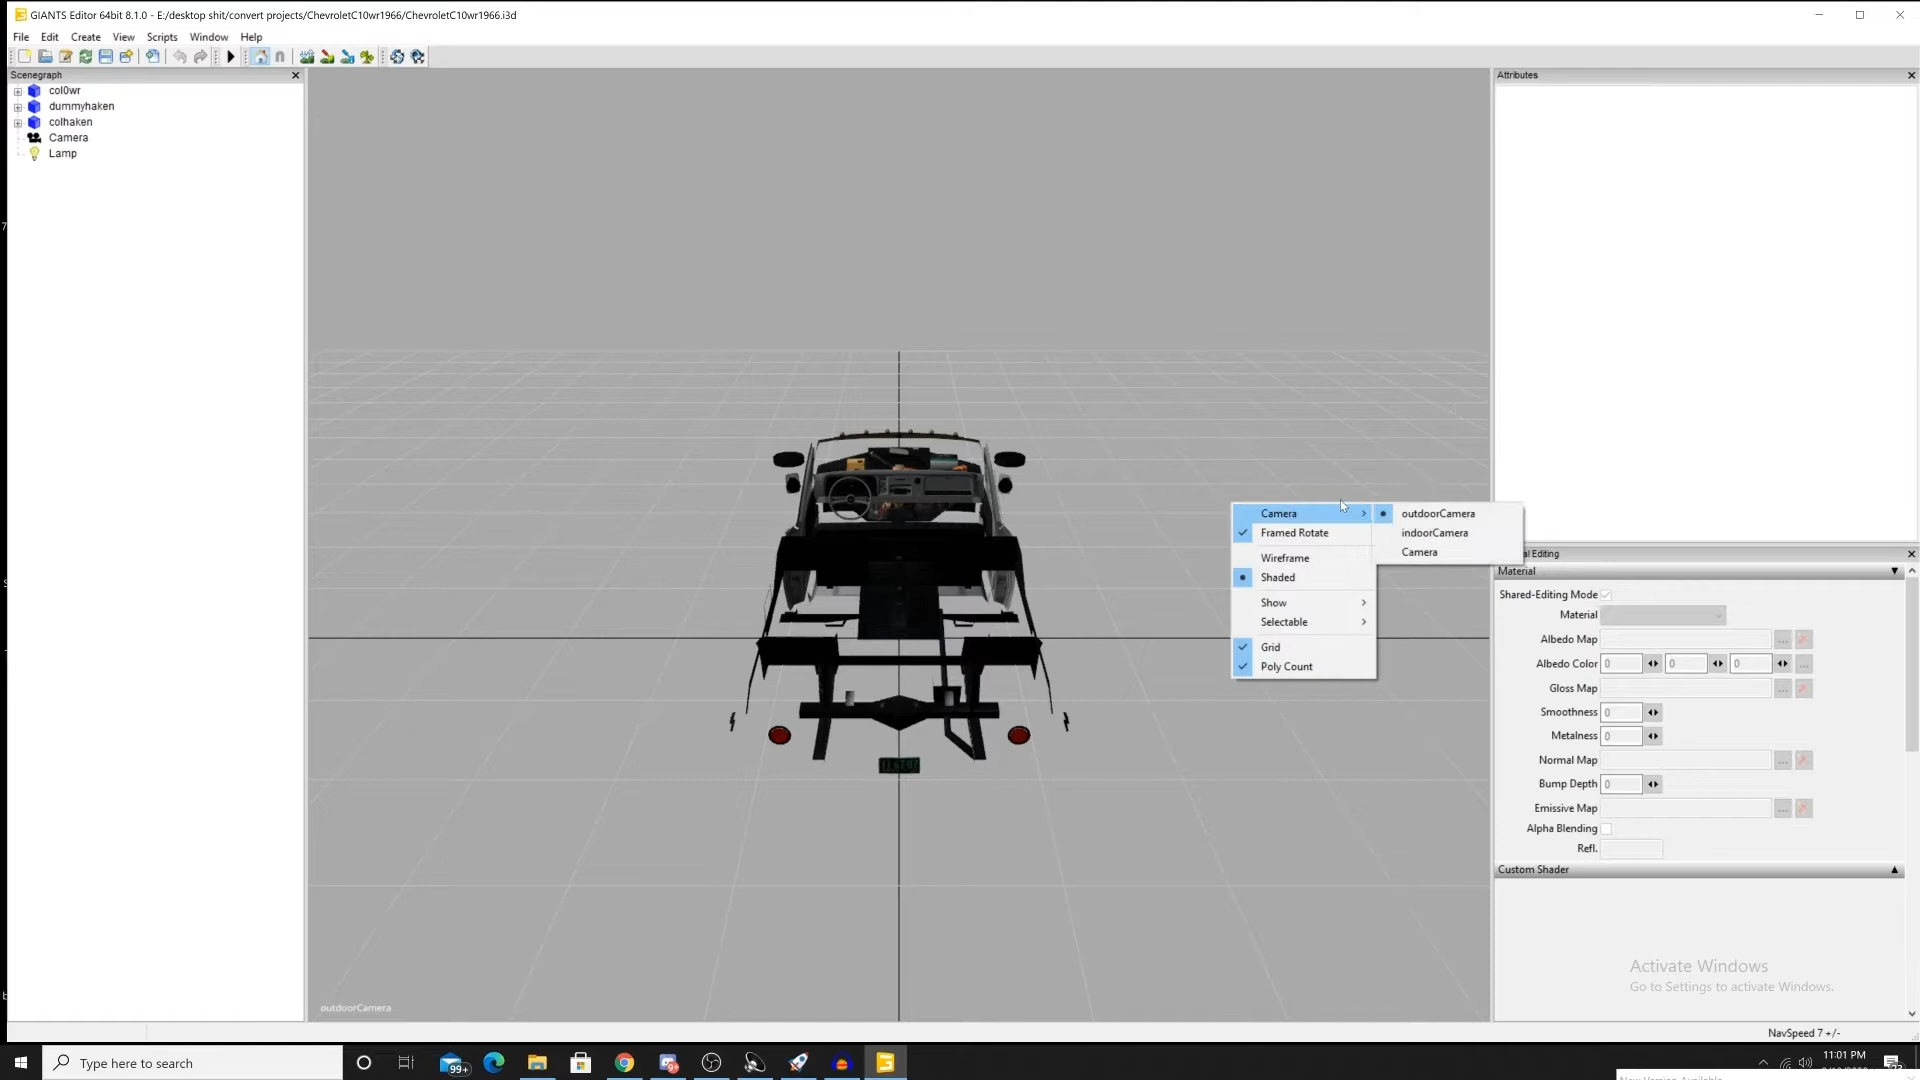 GIANTS Editor 64bit 8.1.0 - E:/desktop shit/convert projects/ChevroletC10wr1966/ChevroletC10wr1966.i3d
File Edit Create View Scripts Window Help
Scenegraph
col0wr
dummyhaken
colhaken
Camera
Lamp
outdoorCamera
Camera
Framed Rotate
Wireframe
Shaded
Show
Selectable
Grid
Poly Count
outdoorCamera
indoorCamera
Camera
Attributes
Editing
Material
Shared-Editing Mode
Material
Albedo Map
Albedo Color 0 0 0
Gloss Map
Smoothness 0
Metalness 0
Normal Map
Bump Depth 0
Emissive Map
Alpha Blending
Refl.
Custom Shader
Activate Windows
Go to Settings to activate Windows.
NavSpeed 7 +/-
Type here to search
99+
11:01 PM